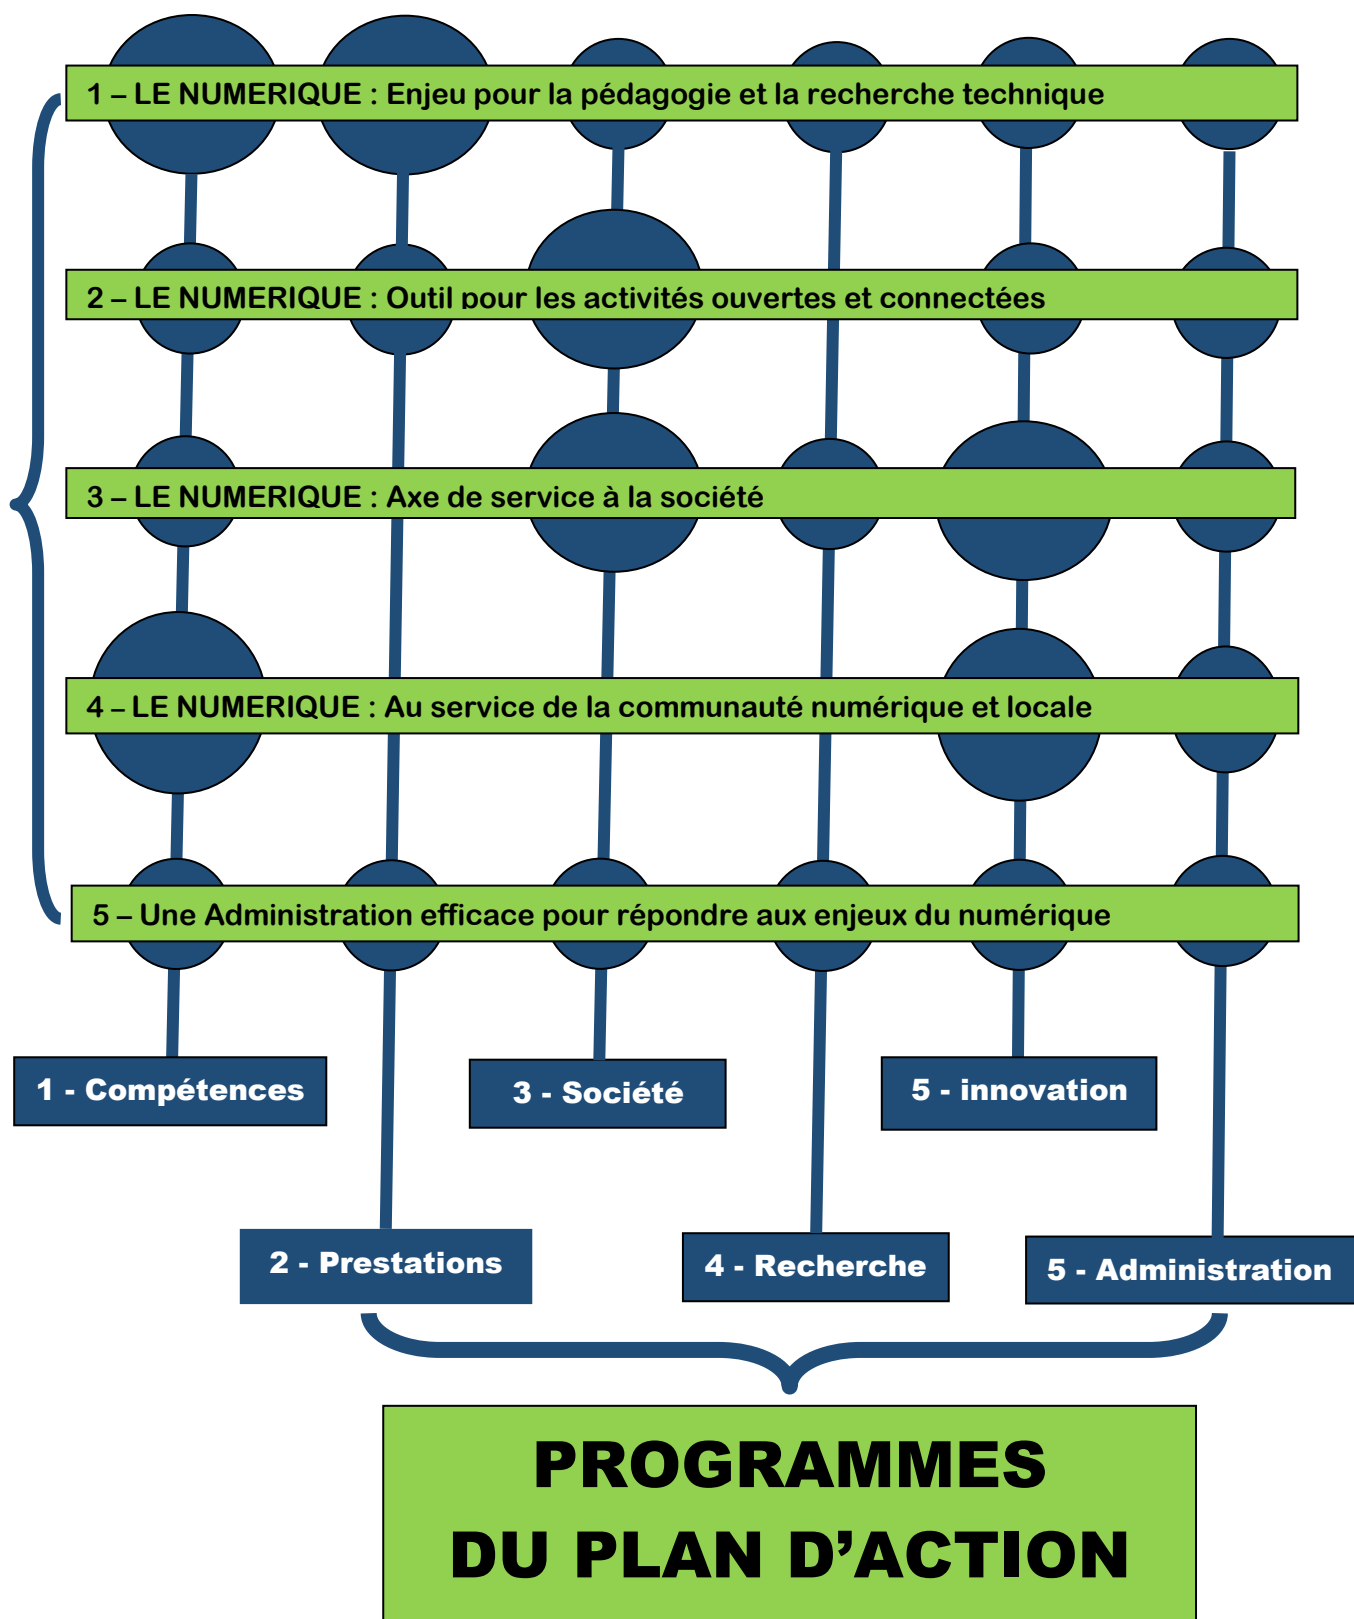 1 – LE NUMERIQUE : Enjeu pour la pédagogie et la recherche technique
2 – LE NUMERIQUE : Outil pour les activités ouvertes et connectées
3 – LE NUMERIQUE : Axe de service à la société
4 – LE NUMERIQUE : Au service de la communauté numérique et locale
5 – Une Administration efficace pour répondre aux enjeux du numérique
1 - Compétences
3 - Société
5 - innovation
2 - Prestations
4 - Recherche
5 - Administration
PROGRAMMES
DU PLAN D’ACTION